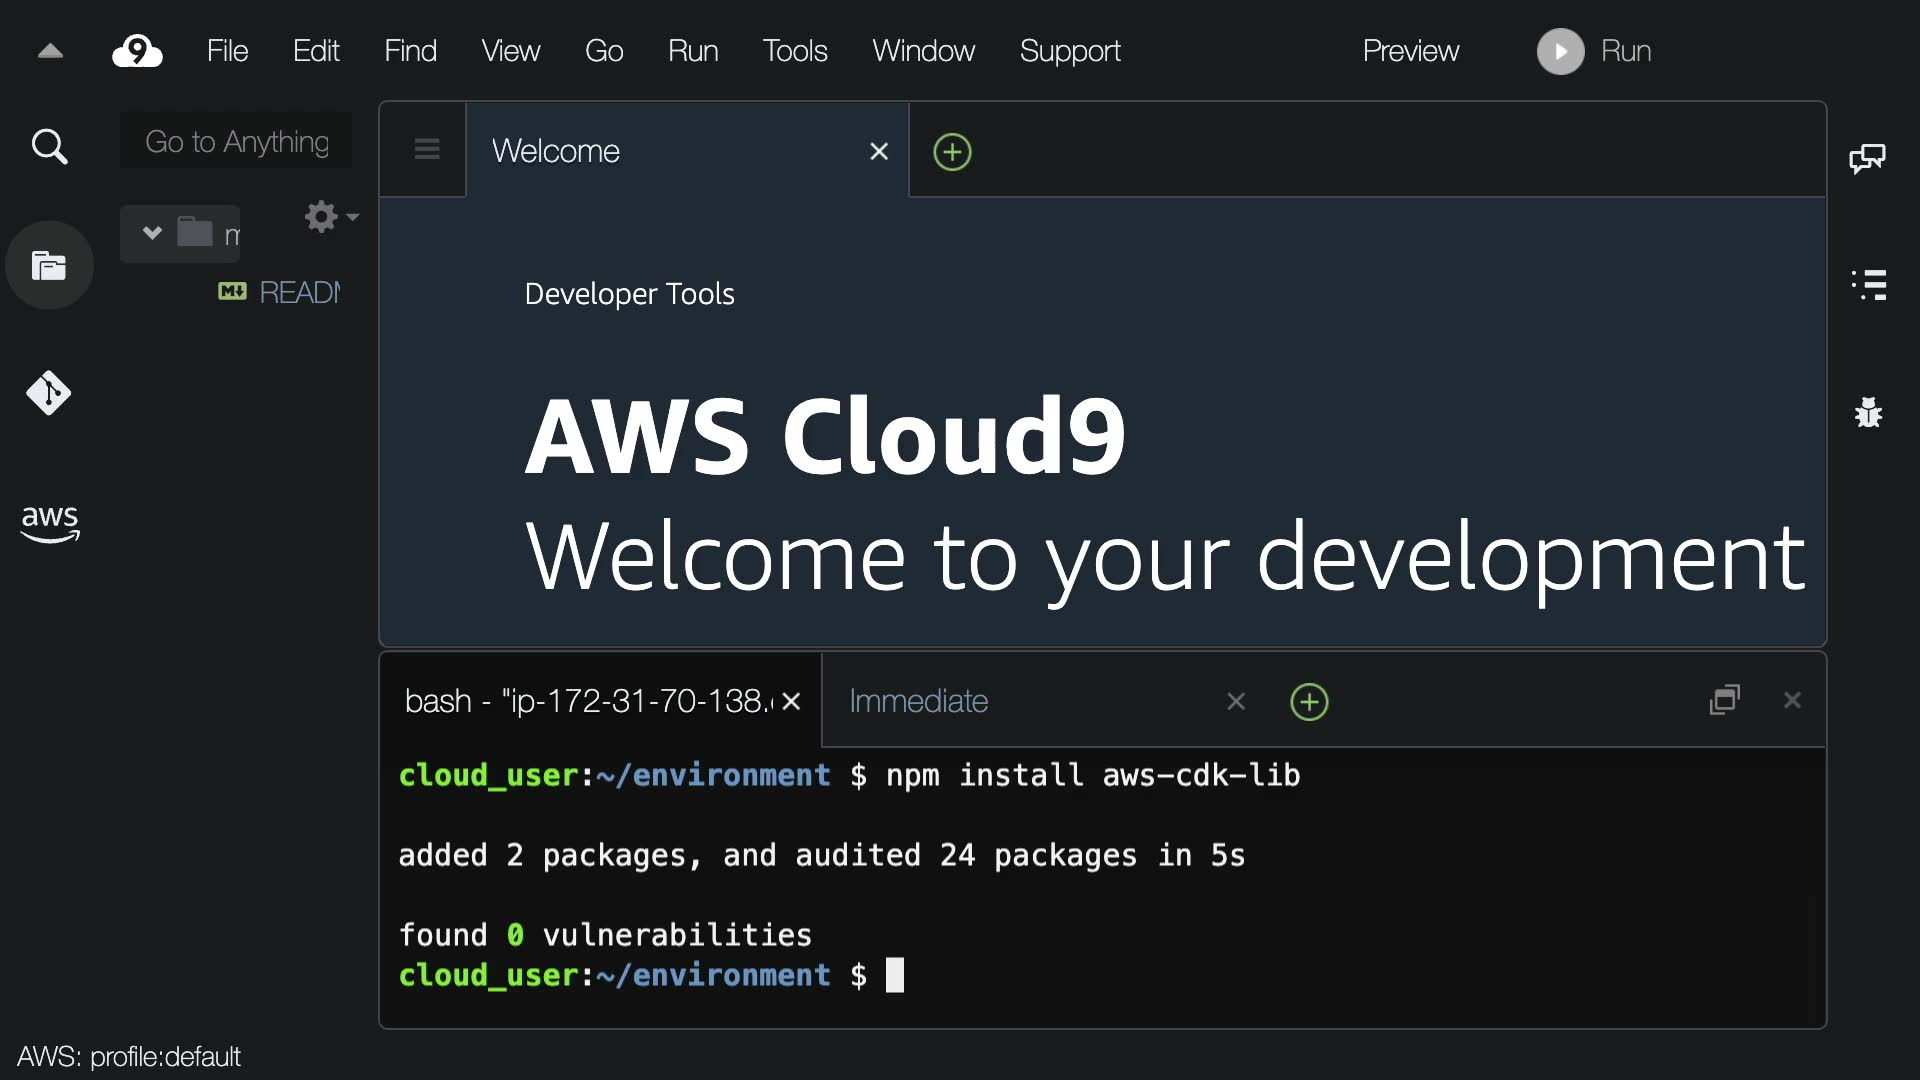 9 File Edit Find View Go Run Tools Window Support Preview Run
Go to Anything
Welcome
m
READ
Developer Tools
AWS Cloud9
Welcome to your development
aws
bash - "ip-172-31-70-138. Immediate
cloud_user:~/environment $ npm install aws-cdk-lib
added 2 packages, and audited 24 packages in 5s
found 0 vulnerabilities
cloud_user:~/environment $
AWS: profile:default